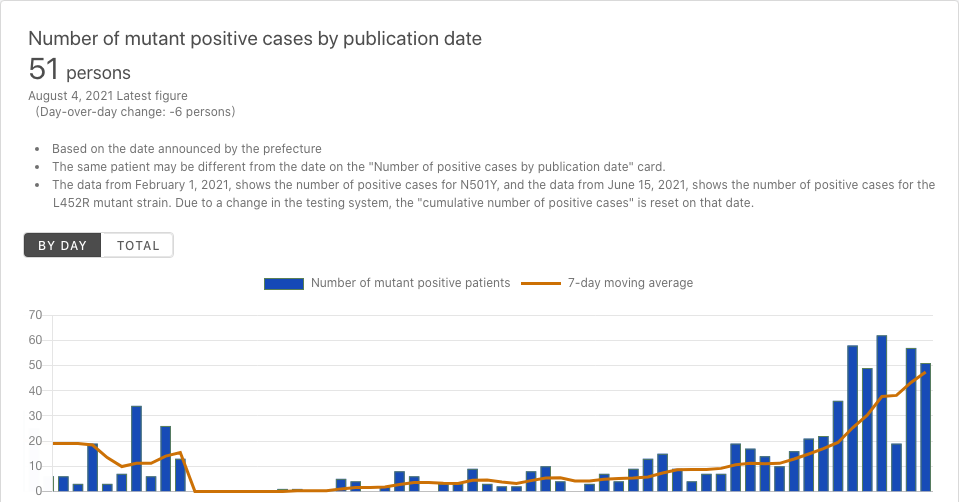 Number of mutant positive cases by publication date
51 persons
August 4, 2021 Latest figure
(Day-over-day change: -6 persons)
• Based on the date announced by the prefecture
• The same patient may be different from the date on the "Number of positive cases by publication date" card.
• The data from February 1, 2021, shows the number of positive cases for N501Y, and the data from June 15, 2021, shows the number of positive cases for the
L452R mutant strain. Due to a change in the testing system, the "cumulative number of positive cases" is reset on that date.
BY DAY TOTAL
Number of mutant positive patients 7-day moving average
70
60
50
40
30
20
10
0